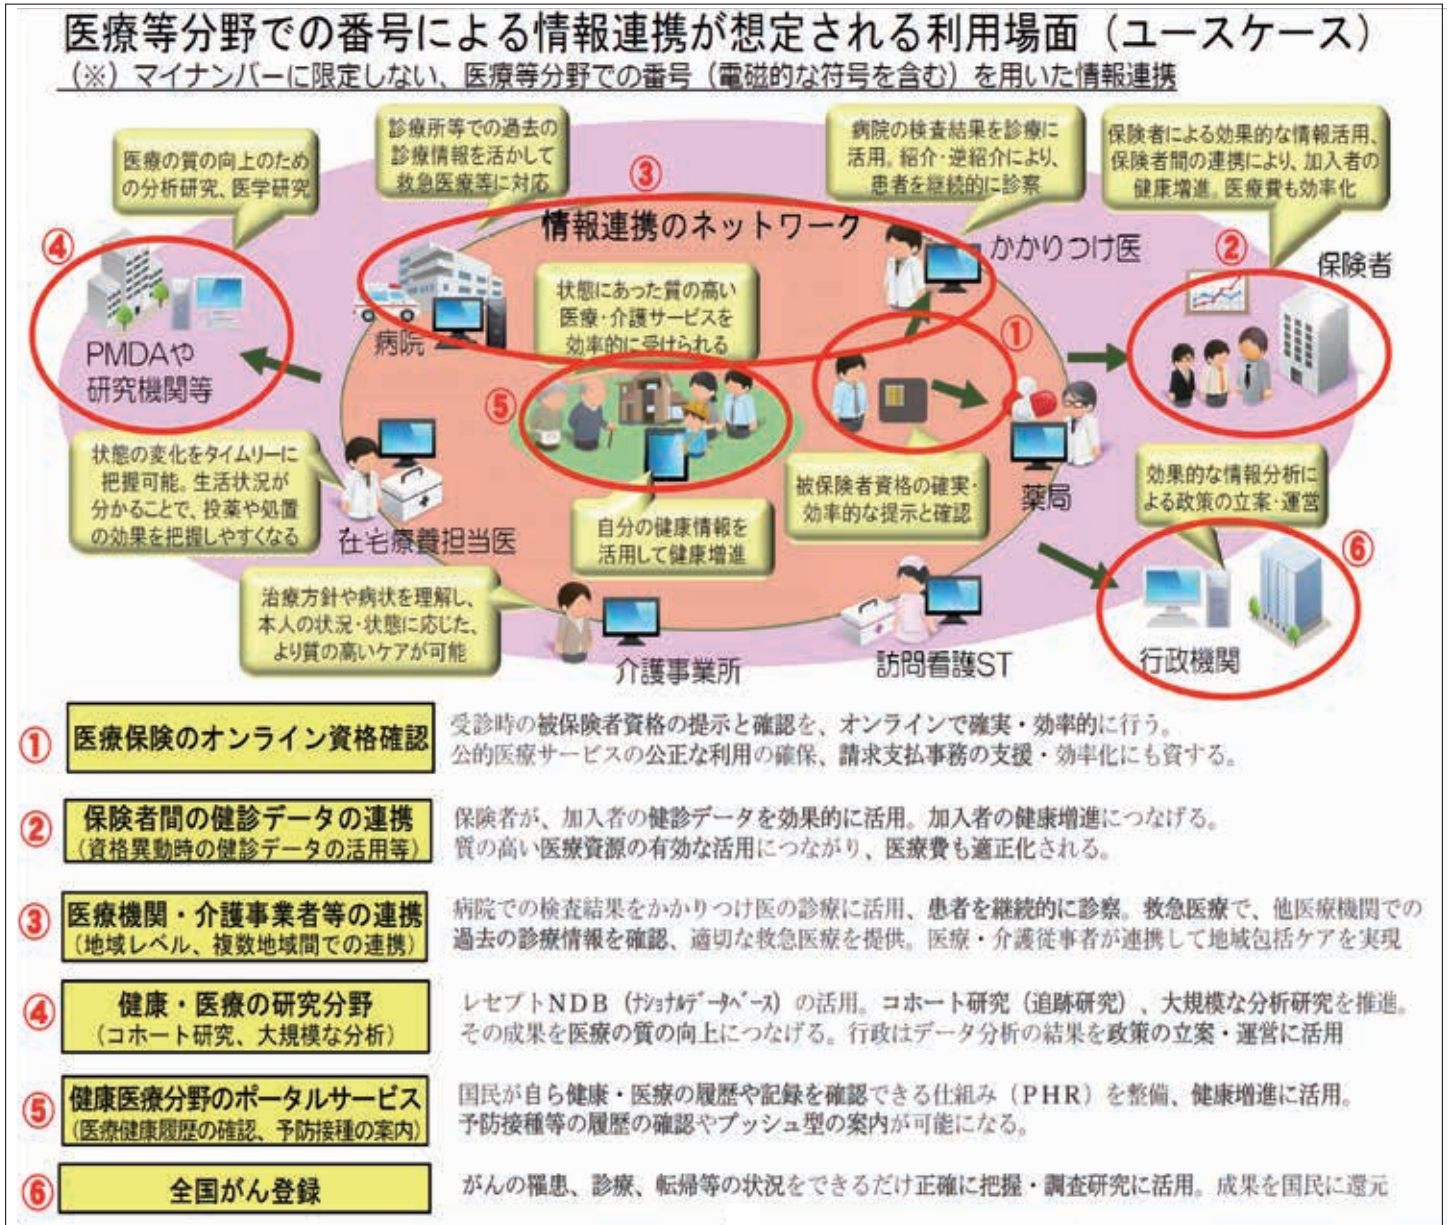 医療等分野での番号による情報連携が想定される利用場面（ユースケース）
（※）マイナンバーに限定しない、医療等分野での番号（電磁的な符号を含む）を用いた情報連携
医療の質の向上のため
の分析研究、医学研究
診療所等での過去の
診療情報を活かして
救急医療等に対応
病院の検査結果を診療に
活用。紹介・逆紹介により、
患者を継続的に診察
保険者による効果的な情報活用、
保険者間の連携により、加入者の
健康増進。医療費も効率化
③
情報連携のネットワーク
④
②
かかりつけ医
保険者
状態にあった質の高い
医療・介護サービスを
効率的に受けられる
病院
①
PMDAや
研究機関等
⑤
状態の変化をタイムリーに
把握可能。生活状況が
分かることで、投薬や処置
の効果を把握しやすくなる
在宅療養担当医
自分の健康情報を
活用して健康増進
被保険者資格の確実・
効率的な提示と確認
薬局
効果的な情報分析に
よる政策の立案・運営
⑥
治療方針や病状を理解し、
本人の状況・状態に応じた、
より質の高いケアが可能
介護事業所
訪問看護ST
行政機関
① 医療保険のオンライン資格確認
受診時の被保険者資格の提示と確認を、オンラインで確実・効率的に行う。
公的医療サービスの公正な利用の確保、請求支払事務の支援・効率化にも資する。
② 保険者間の健診データの連携
（資格異動時の健診データの活用等）
保険者が、加入者の健診データを効果的に活用。加入者の健康増進につなげる。
質の高い医療資源の有効な活用につながり、医療費も適正化される。
③ 医療機関・介護事業者等の連携
（地域レベル、複数地域間での連携）
病院での検査結果をかかりつけ医の診療に活用、患者を継続的に診察。救急医療で、他医療機関での
過去の診療情報を確認、適切な救急医療を提供。医療・介護従事者が連携して地域包括ケアを実現
④ 健康・医療の研究分野
（コホート研究、大規模な分析）
レセプトＮＤＢ（ﾅｼｮﾅﾙﾃﾞｰﾀﾍﾞｰｽ）の活用。コホート研究（追跡研究）、大規模な分析研究を推進。
その成果を医療の質の向上につなげる。行政はデータ分析の結果を政策の立案・運営に活用
⑤ 健康医療分野のポータルサービス
（医療健康履歴の確認、予防接種の案内）
国民が自ら健康・医療の履歴や記録を確認できる仕組み（ＰＨＲ）を整備、健康増進に活用。
予防接種等の履歴の確認やプッシュ型の案内が可能になる。
⑥ 全国がん登録
がんの罹患、診療、転帰等の状況をできるだけ正確に把握・調査研究に活用。成果を国民に還元